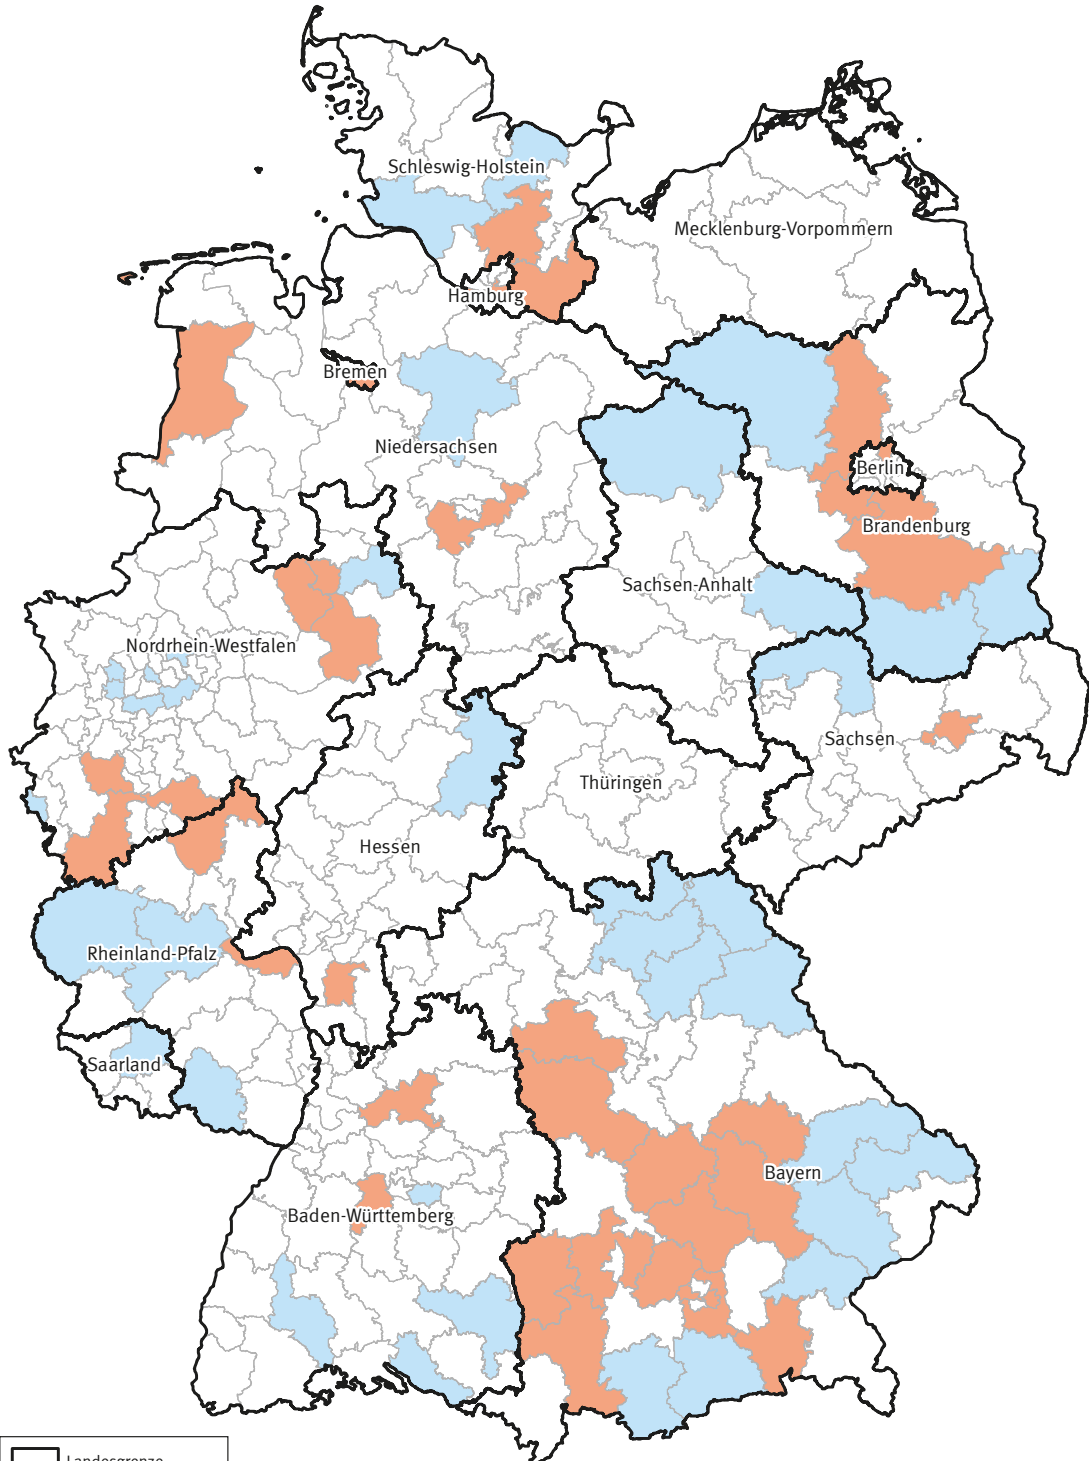 Schleswig-Holstein
Mecklenburg-Vorpommern
Hamburg
Bremen
Niedersachsen
Berlin
Brandenburg
Sachsen-Anhalt
Nordrhein-Westfalen
Sachsen
Thüringen
Hessen
Rheinland-Pfalz
Saarland
Bayern
Baden-Württemberg
Landesgrenze